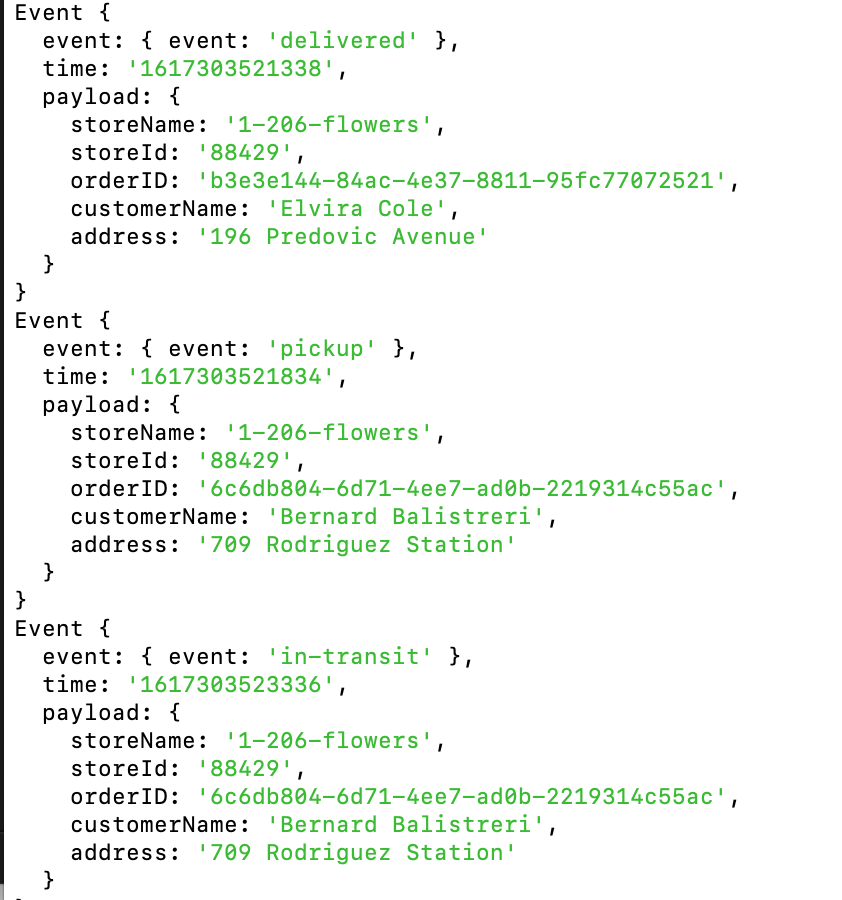 Event {
  event: { event: 'delivered' },
  time: '1617303521338',
  payload: {
    storeName: '1-206-flowers',
    storeId: '88429',
    orderID: 'b3e3e144-84ac-4e37-8811-95fc77072521',
    customerName: 'Elvira Cole',
    address: '196 Predovic Avenue'
  }
}
Event {
  event: { event: 'pickup' },
  time: '1617303521834',
  payload: {
    storeName: '1-206-flowers',
    storeId: '88429',
    orderID: '6c6db804-6d71-4ee7-ad0b-2219314c55ac',
    customerName: 'Bernard Balistreri',
    address: '709 Rodriguez Station'
  }
}
Event {
  event: { event: 'in-transit' },
  time: '1617303523336',
  payload: {
    storeName: '1-206-flowers',
    storeId: '88429',
    orderID: '6c6db804-6d71-4ee7-ad0b-2219314c55ac',
    customerName: 'Bernard Balistreri',
    address: '709 Rodriguez Station'
  }